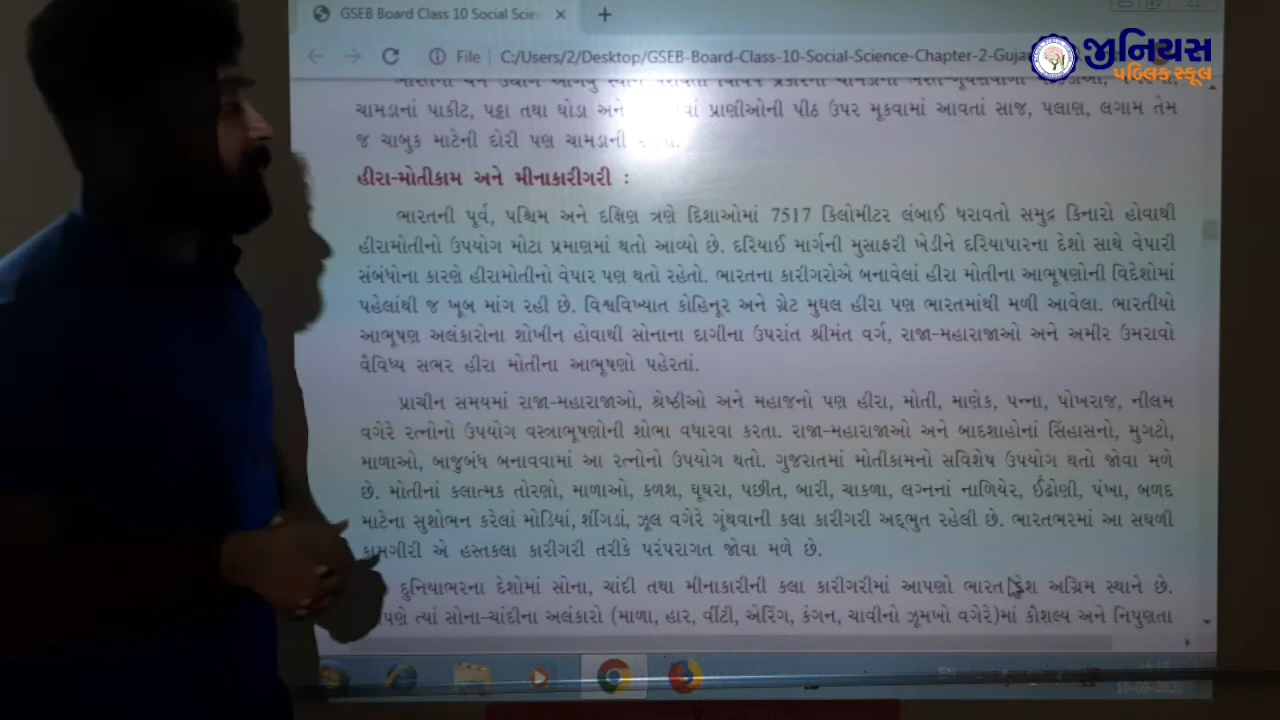 GSEB Board Class 10 Social Scie
જીનિયસ
પબ્લિક સ્કૂલ
File C:/Users/2/Desktop/GSEB-Board-Class-10-Social-Science-Chapter-2-Guja
ચામડાનાં પાકીટ, પટ્ટા તથા ઘોડા અને પ્રાણીઓની પીઠ ઉપર મૂકવામાં આવતાં સાજ, પલાણ, લગામ તેમ
જ ચાબુક માટેની દોરી પણ ચામડાની
હીરા-મોતીકામ અને મીનાકારીગરી :
ભારતની પૂર્વ, પશ્ચિમ અને દક્ષિણ ત્રણે દિશાઓમાં 7517 કિલોમીટર લંબાઈ ધરાવતો સમુદ્ર કિનારો હોવાથી
હીરામોતીનો ઉપયોગ મોટા પ્રમાણમાં થતો આવ્યો છે. દરિયાઈ માર્ગની મુસાફરી ખેડીને દરિયાપારના દેશો સાથે વેપારી
સંબંધોના કારણે હીરામોતીનો વેપાર પણ થતો રહેતો. ભારતના કારીગરોએ બનાવેલાં હીરા મોતીના આભૂષણોની વિદેશોમાં
પહેલાંથી જ ખૂબ માંગ રહી છે. વિશ્વવિખ્યાત કોહિનૂર અને ગ્રેટ મુઘલ હીરા પણ ભારતમાંથી મળી આવેલા. ભારતીયો
આભૂષણ અલંકારોના શોખીન હોવાથી સોનાના દાગીના ઉપરાંત શ્રીમંત વર્ગ, રાજા-મહારાજાઓ અને અમીર ઉમરાવો
વૈવિધ્ય સભર હીરા મોતીના આભૂષણો પહેરતાં.
પ્રાચીન સમયમાં રાજા-મહારાજાઓ, શ્રેષ્ઠીઓ અને મહાજનો પણ હીરા, મોતી, માણેક, પન્ના, પોખરાજ, નીલમ
વગેરે રત્નોનો ઉપયોગ વસ્ત્રાભૂષણોની શોભા વધારવા કરતા. રાજા-મહારાજાઓ અને બાદશાહોનાં સિંહાસનો, મુગટો,
માળાઓ, બાજુબંધ બનાવવામાં આ રત્નોનો ઉપયોગ થતો. ગુજરાતમાં મોતીકામનો સવિશેષ ઉપયોગ થતો જોવા મળે
છે. મોતીનાં કલાત્મક તોરણો, માળાઓ, કળશ, ઘૂઘરા, પછીત, બારી, ચાકળા, લગ્નનાં નાળિયેર, ઈંઢોણી, પંખા, બળદ
માટેના સુશોભન કરેલાં મોડિયાં, શીંગડાં, ઝૂલ વગેરે ગૂંથવાની કલા કારીગરી અદ્ભુત રહેલી છે. ભારતભરમાં આ સઘળી
કામગીરી એ હસ્તકલા કારીગરી તરીકે પરંપરાગત જોવા મળે છે.
દુનિયાભરના દેશોમાં સોના, ચાંદી તથા મીનાકારીની કલા કારીગરીમાં આપણો ભારત દેશ અગ્રિમ સ્થાને છે.
ત્યાં સોના-ચાંદીના અલંકારો (માળા, હાર, વીંટી, એરિંગ, કંગન, ચાવીનો ઝૂમખો વગેરે)માં કૌશલ્ય અને નિપુણતા